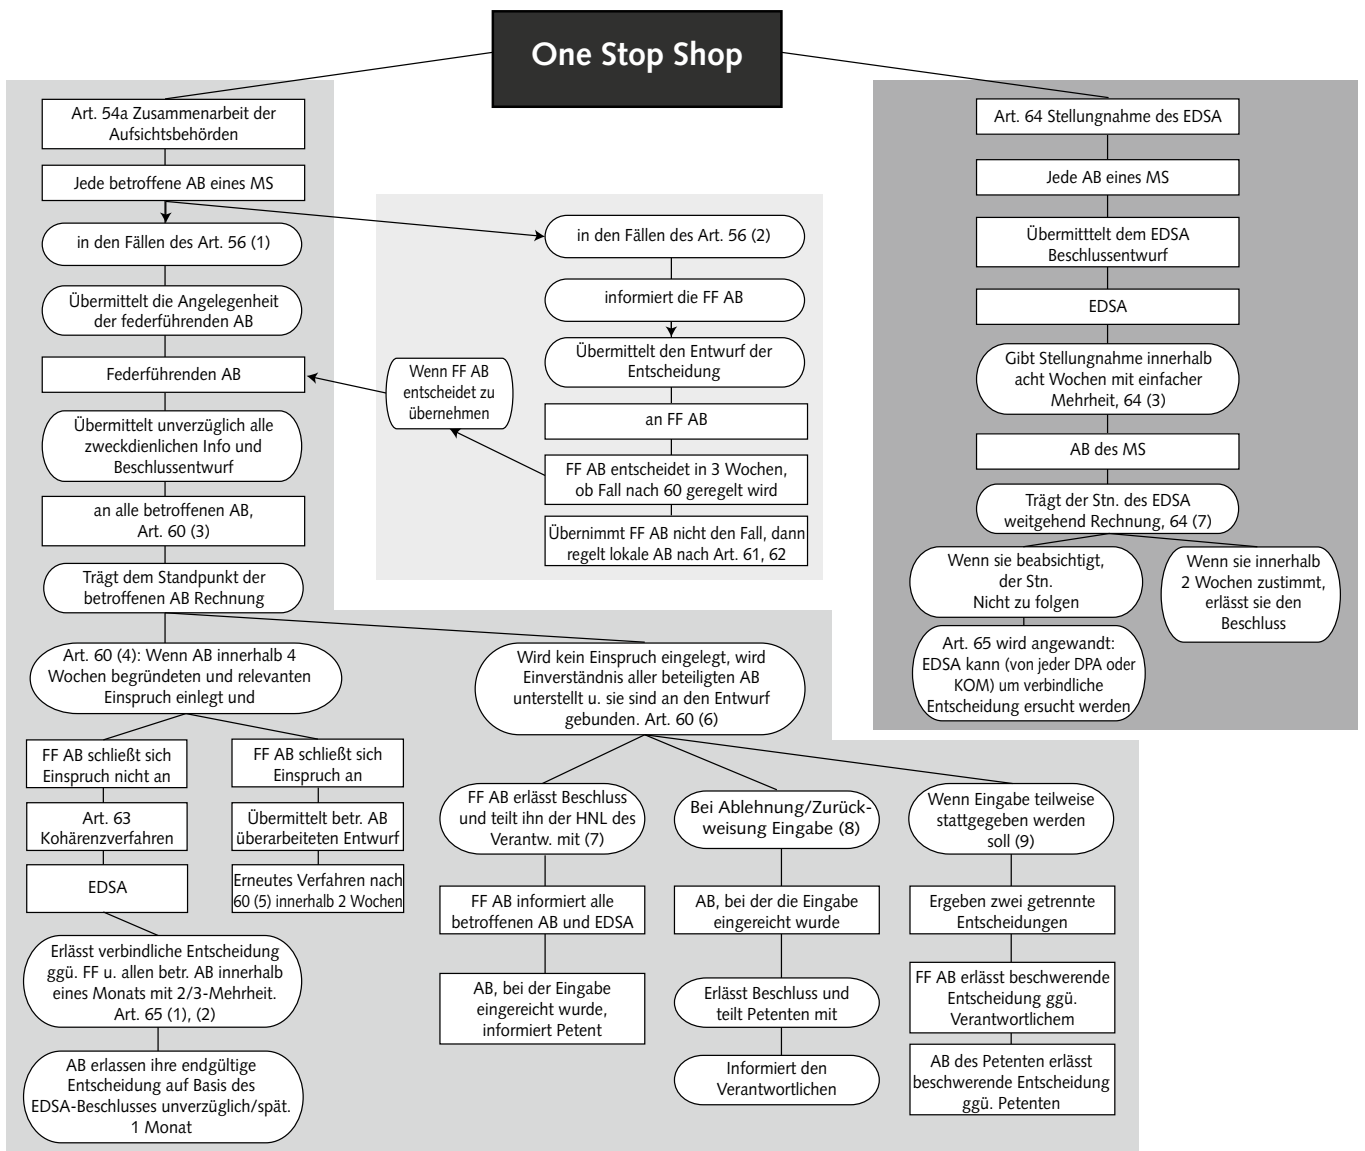 One Stop Shop
Art. 54a Zusammenarbeit der
Aufsichtsbehörden
Jede betroffene AB eines MS
in den Fällen des Art. 56 (1)
Übermittelt die Angelegenheit
der federführenden AB
Federführenden AB
Übermittelt unverzüglich alle
zweckdienlichen Info und
Beschlussentwurf
an alle betroffenen AB,
Art. 60 (3)
Trägt dem Standpunkt der
betroffenen AB Rechnung
in den Fällen des Art. 56 (2)
informiert die FF AB
Übermittelt den Entwurf der
Entscheidung
an FF AB
FF AB entscheidet in 3 Wochen,
ob Fall nach 60 geregelt wird
Übernimmt FF AB nicht den Fall, dann
regelt lokale AB nach Art. 61, 62
Wenn FF AB
entscheidet zu
übernehmen
Art. 64 Stellungnahme des EDSA
Jede AB eines MS
Übermitttelt dem EDSA
Beschlussentwurf
EDSA
Gibt Stellungnahme innerhalb
acht Wochen mit einfacher
Mehrheit, 64 (3)
AB des MS
Trägt der Stn. des EDSA
weitgehend Rechnung, 64 (7)
Wenn sie beabsichtigt,
der Stn.
Nicht zu folgen
Art. 65 wird angewandt:
EDSA kann (von jeder DPA oder
KOM) um verbindliche
Entscheidung ersucht werden
Wenn sie innerhalb
2 Wochen zustimmt,
erlässt sie den
Beschluss
Art. 60 (4): Wenn AB innerhalb 4
Wochen begründeten und relevanten
Einspruch einlegt und
FF AB schließt sich
Einspruch nicht an
Art. 63
Kohärenzverfahren
EDSA
Erlässt verbindliche Entscheidung
ggü. FF u. allen betr. AB innerhalb
eines Monats mit 2/3-Mehrheit.
Art. 65 (1), (2)
AB erlassen ihre endgültige
Entscheidung auf Basis des
EDSA-Beschlusses unverzüglich/spät.
1 Monat
FF AB schließt sich
Einspruch an
Übermittelt betr. AB
überarbeiteten Entwurf
Erneutes Verfahren nach
60 (5) innerhalb 2 Wochen
Wird kein Einspruch eingelegt, wird
Einverständnis aller beteiligten AB
unterstellt u. sie sind an den Entwurf
gebunden. Art. 60 (6)
FF AB erlässt Beschluss
und teilt ihn der HNL des
Verantw. mit (7)
FF AB informiert alle
betroffenen AB und EDSA
AB, bei der Eingabe
eingereicht wurde,
informiert Petent
Bei Ablehnung/Zurück-
weisung Eingabe (8)
AB, bei der die Eingabe
eingereicht wurde
Erlässt Beschluss und
teilt Petenten mit
Informiert den
Verantwortlichen
Wenn Eingabe teilweise
stattgegeben werden
soll (9)
Ergeben zwei getrennte
Entscheidungen
FF AB erlässt beschwerende
Entscheidung ggü.
Verantwortlichem
AB des Petenten erlässt
beschwerende Entscheidung
ggü. Petenten